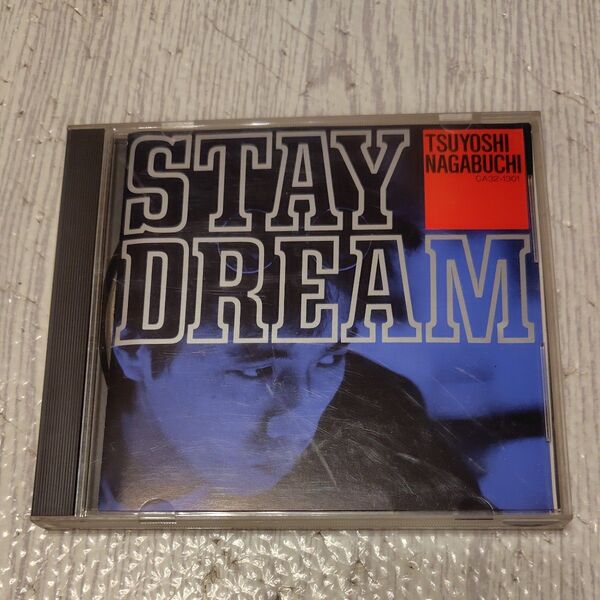 STAY
DREAM
TSUYOSHI
NAGABUCHI
CA32-1301